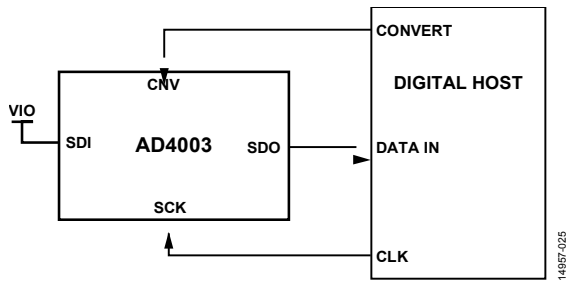 CONVERT
CNV
DIGITAL HOST
VIO
SDI
AD4003
SDO
DATA IN
SCK
CLK
14957-025